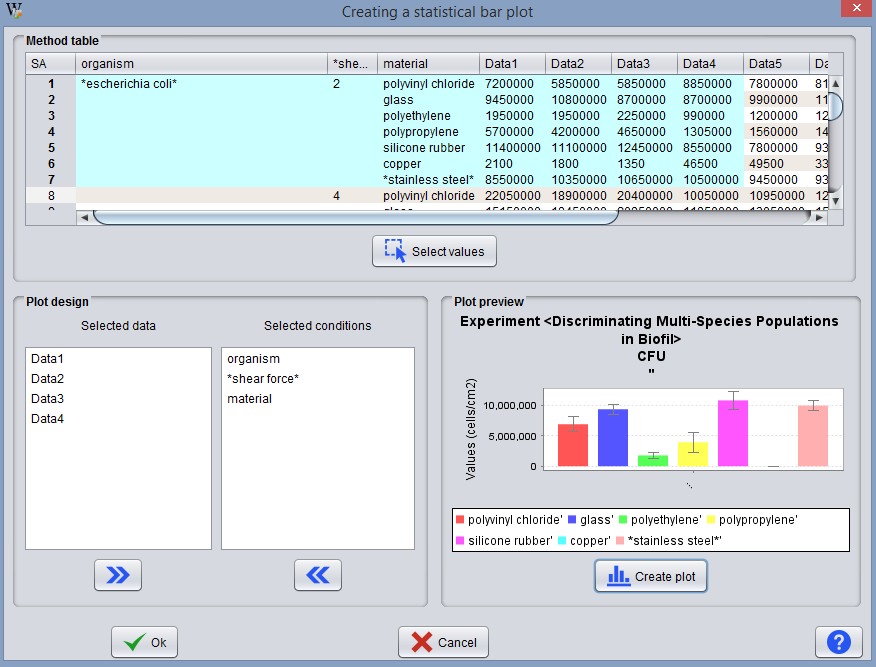 Creating a statistical bar plot
Method table
SA organism *she... material Data1 Data2 Data3 Data4 Data5 Da
1 *escherichia coli* 2 polyvinyl chloride 7200000 5850000 5850000 8850000 7800000 81
2 glass 9450000 10800000 8700000 8700000 9900000 11
3 polyethylene 1950000 1950000 2250000 990000 1200000 12
4 polypropylene 5700000 4200000 4650000 1305000 1560000 14
5 silicone rubber 11400000 11100000 12450000 8550000 7800000 93
6 copper 2100 1800 1350 46500 49500 33
7 *stainless steel* 8550000 10350000 10650000 10500000 9450000 93
8 4 polyvinyl chloride 22050000 18900000 20400000 10050000 10950000 12
Select values
Plot design
Selected data
Selected conditions
Data1
Data2
Data3
Data4
organism
*shear force*
material
Plot preview
Experiment <Discriminating Multi-Species Populations
in Biofil>
CFU
"
Values (cells/cm2)
10,000,000
5,000,000
0
polyvinyl chloride' glass' polyethylene' polypropylene'
silicone rubber' copper' *stainless steel*'
Create plot
Ok
Cancel
?